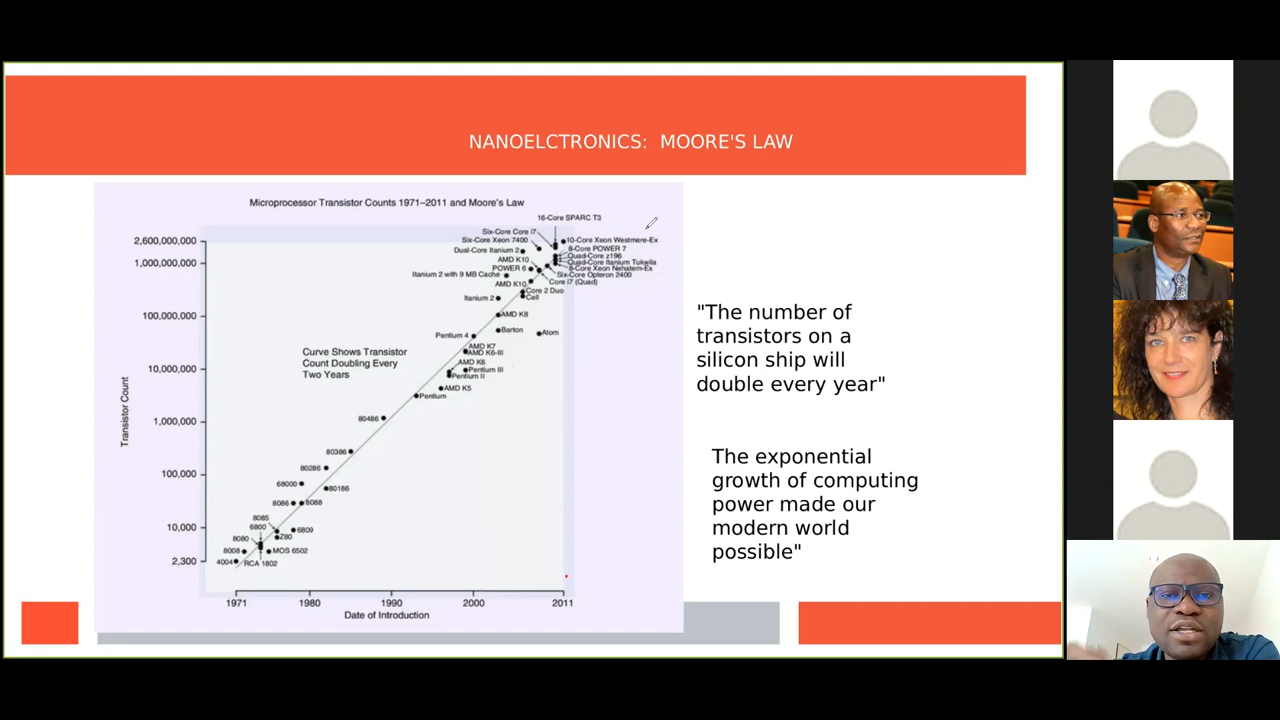 NANOELCTRONICS:  MOORE'S LAW
Microprocessor Transistor Counts 1971–2011 and Moore's Law
16-Core SPARC T3
Six-Core Core i7
Six-Core Xeon 7400
10-Core Xeon Westmere-Ex
Dual-Core Itanium 2
8-Core POWER 7
Quad-Core z196
AMD K10
Quad-Core Itanium Tukwila
POWER 6
8-Core Xeon Nehatem-Ex
Itanium 2 with 9 MB Cache
Six-Core Opteron 2400
AMD K10
Core i7 (Quad)
Core 2 Duo
Itanium 2
Cell
AMD K8
Pentium 4
Barton
Atom
AMD K7
AMD K6-III
AMD K6
Pentium III
Pentium II
AMD K5
Pentium
80486
80386
80286
68000
80186
8086
8088
8085
6800
6809
8080
Z80
8008
MOS 6502
4004
RCA 1802
2,600,000,000
1,000,000,000
100,000,000
10,000,000
1,000,000
100,000
10,000
2,300
Transistor Count
Curve Shows Transistor
Count Doubling Every
Two Years
1971
1980
1990
2000
2011
Date of Introduction
"The number of
transistors on a
silicon ship will
double every year"
The exponential
growth of computing
power made our
modern world
possible"